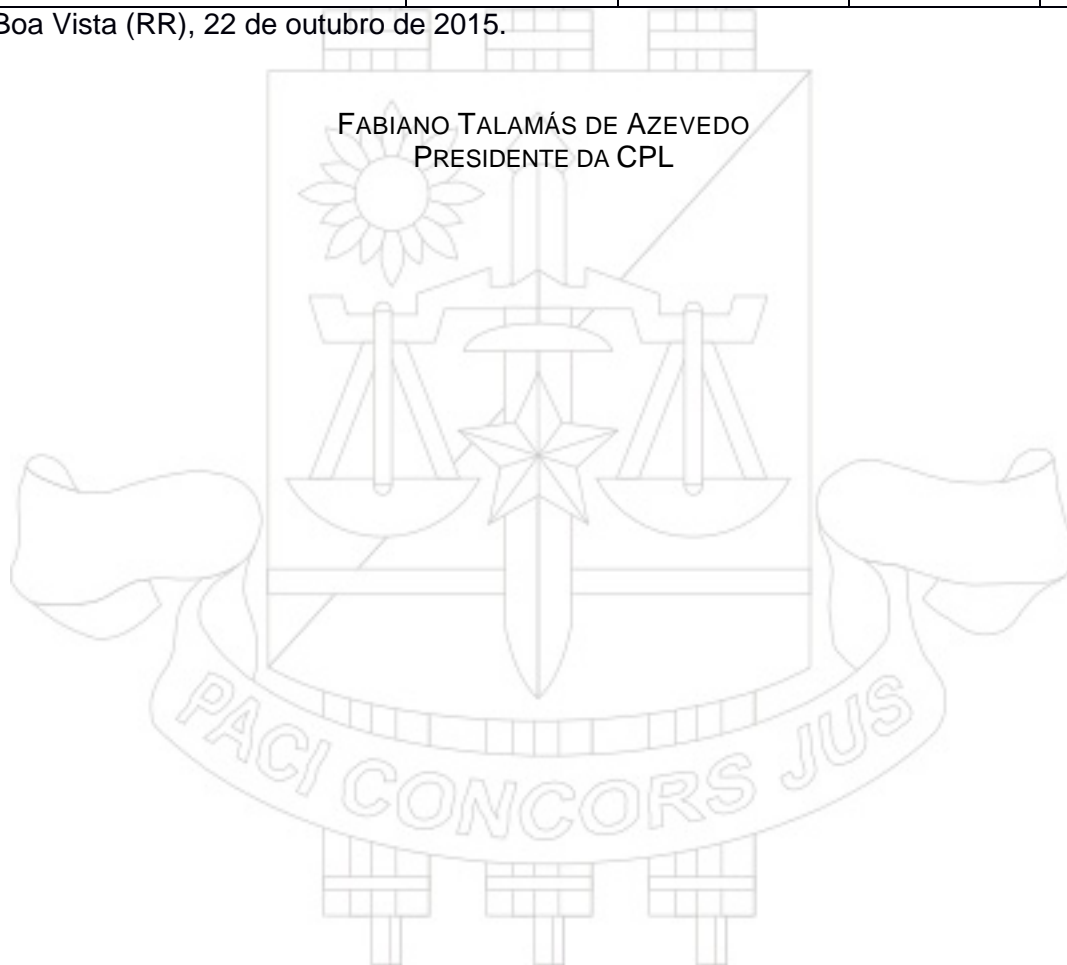 Boa Vista (RR), 22 de outubro de 2015.
FABIANO TALAMÁS DE AZEVEDO
PRESIDENTE DA CPL
PACI CONCORS JUS